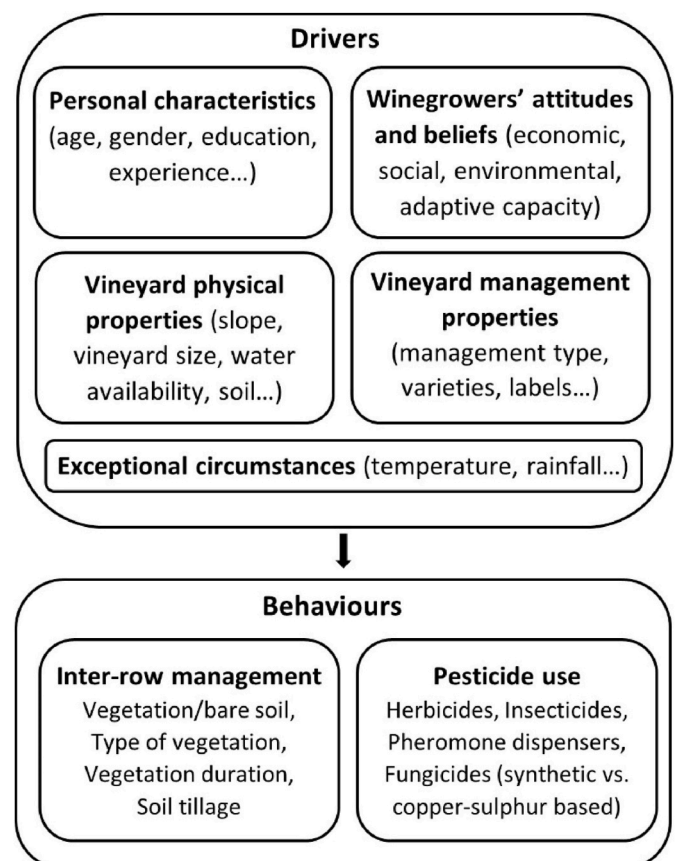 Drivers
Personal characteristics
(age, gender, education,
experience…)
Winegrowers’ attitudes
and beliefs (economic,
social, environmental,
adaptive capacity)
Vineyard physical
properties (slope,
vineyard size, water
availability, soil…)
Vineyard management
properties
(management type,
varieties, labels…)
Exceptional circumstances (temperature, rainfall…)
Behaviours
Inter-row management
Vegetation/bare soil,
Type of vegetation,
Vegetation duration,
Soil tillage
Pesticide use
Herbicides, Insecticides,
Pheromone dispensers,
Fungicides (synthetic vs.
copper-sulphur based)